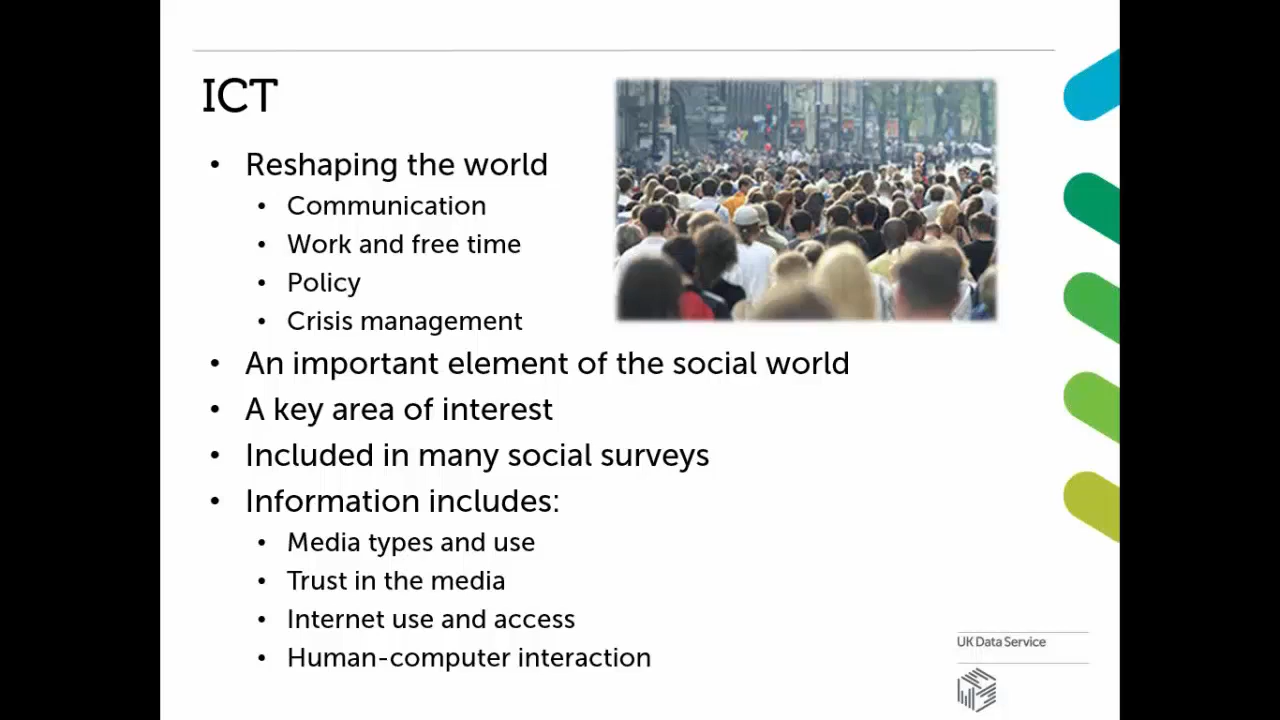 ICT
• Reshaping the world
• Communication
• Work and free time
• Policy
• Crisis management
• An important element of the social world
• A key area of interest
• Included in many social surveys
• Information includes:
• Media types and use
• Trust in the media
• Internet use and access
• Human-computer interaction
UK Data Service